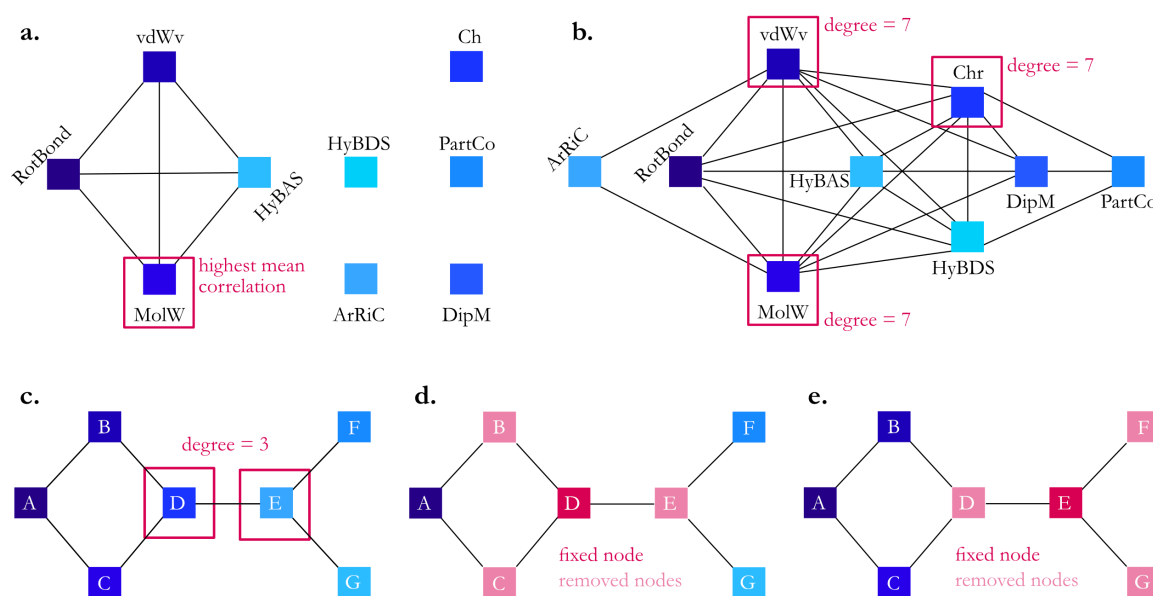 a.
vdWv
Ch
RotBond
HyBAS
HyBDS
PartCo
highest mean
correlation
MolW
ArRiC
DipM
b.
vdWv
degree = 7
Chr
degree = 7
ArRiC
RotBond
HyBAS
DipM
PartCo
HyBDS
MolW
degree = 7
c.
B
F
degree = 3
A
D
E
C
G
d.
B
F
A
D
E
fixed node
removed nodes
C
G
e.
B
F
A
D
E
fixed node
removed nodes
C
G